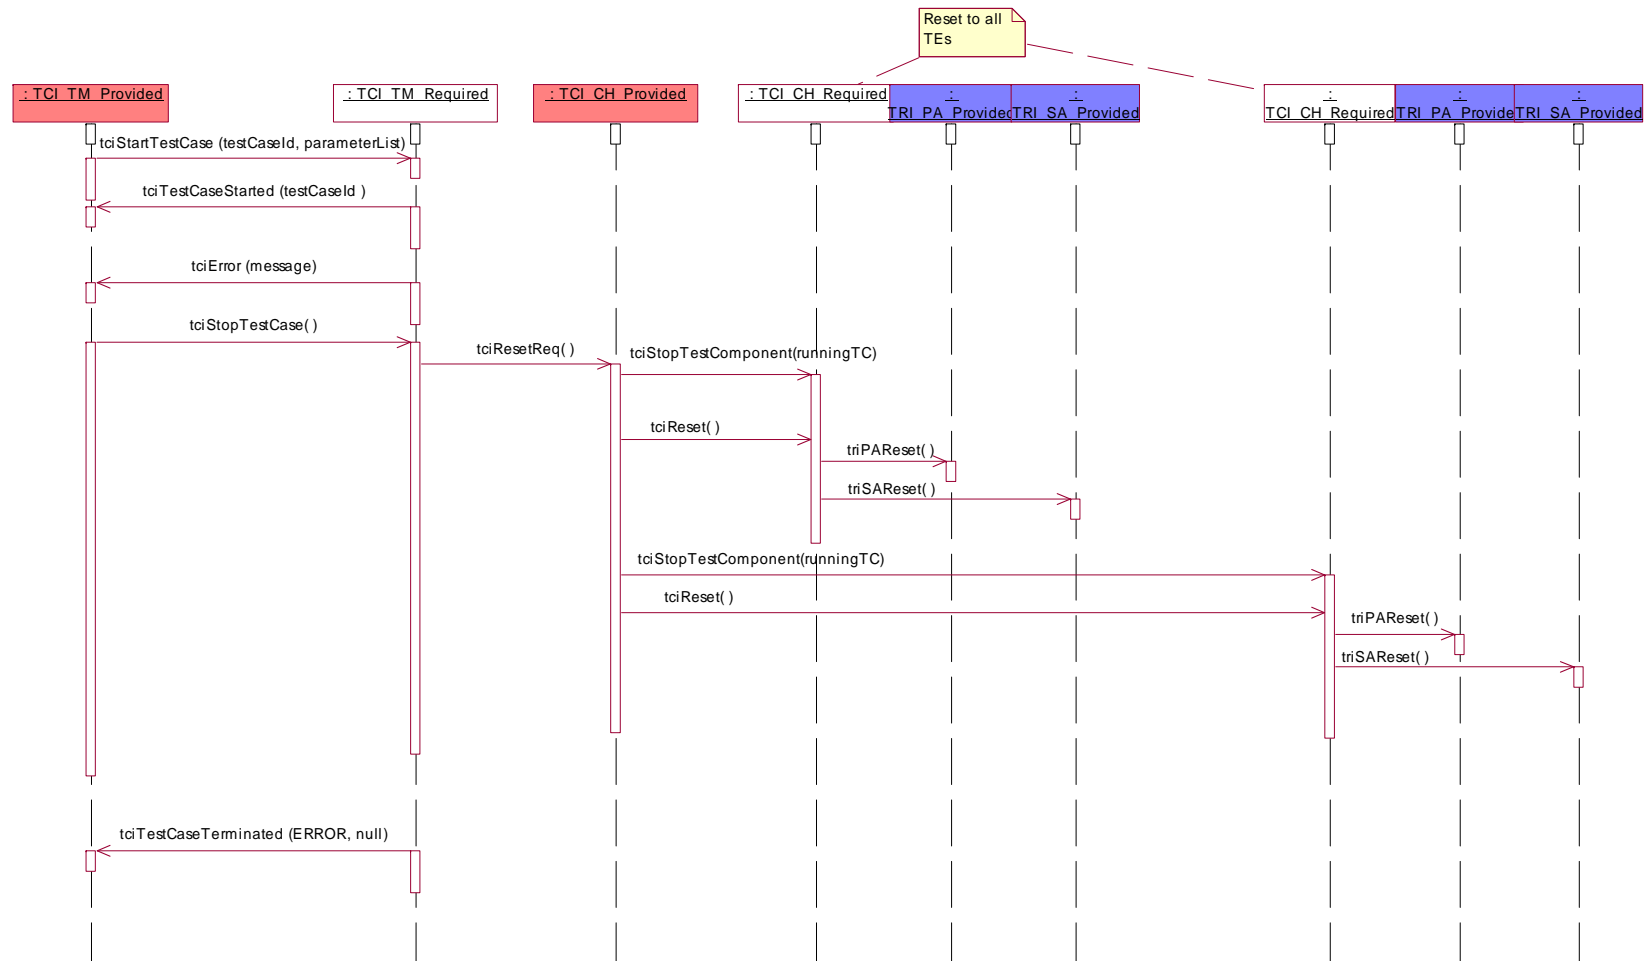 Reset to all
TEs
: TCI_TM_Provided
: TCI_TM_Required
: TCI_CH_Provided
: TCI_CH_Required
:
TRI_PA_Provided
:
TRI_SA_Provided
:
TCI_CH_Required
:
TRI_PA_Provide
:
TRI_SA_Provided
tciStartTestCase (testCaseId, parameterList)
tciTestCaseStarted (testCaseId )
tciError (message)
tciStopTestCase( )
tciResetReq( )
tciStopTestComponent(runningTC)
tciReset( )
triPAReset( )
triSAReset( )
tciStopTestComponent(runningTC)
tciReset( )
triPAReset( )
triSAReset( )
tciTestCaseTerminated (ERROR, null)